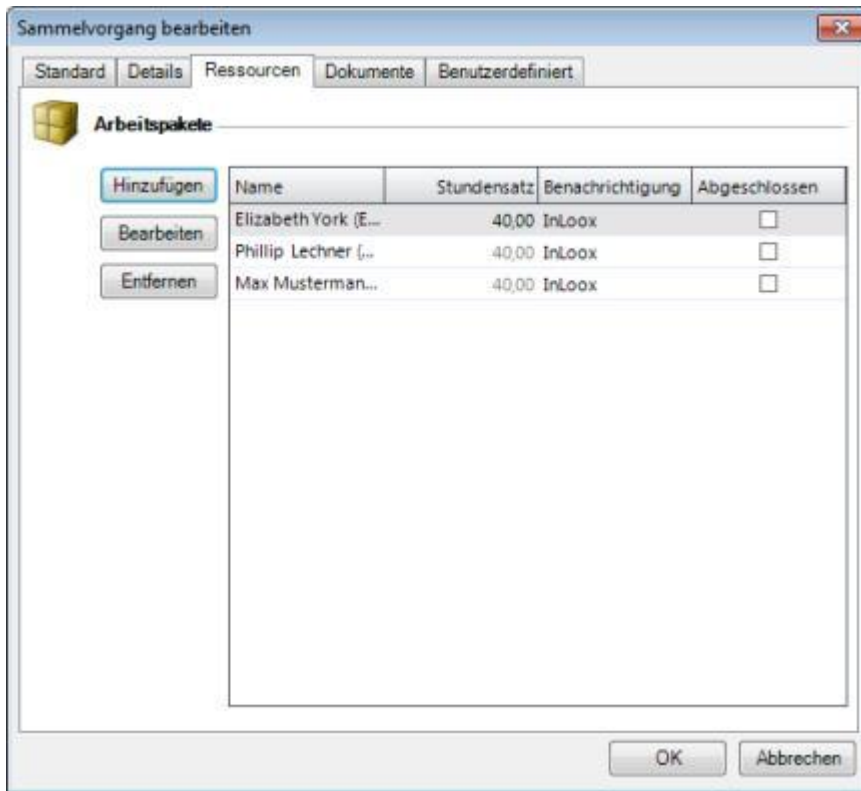 Sammelvorgang bearbeiten
Standard Details Ressourcen Dokumente Benutzerdefiniert
Arbeitspakete
Hinzufügen
Bearbeiten
Entfernen
Name Stundensatz Benachrichtigung Abgeschlossen
Elizabeth York (E... 40,00 InLoox
Phillip Lechner (... 40,00 InLoox
Max Musterman... 40,00 InLoox
OK Abbrechen